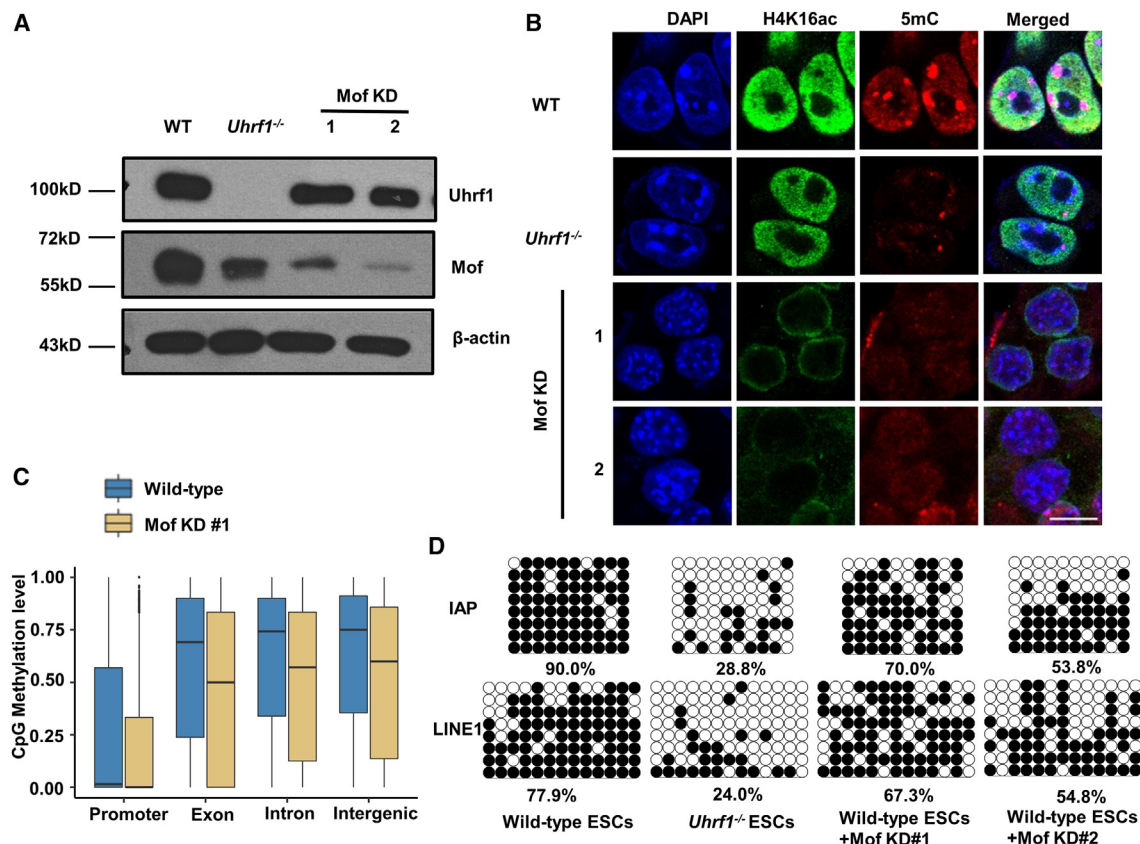 A
Mof KD
WT Uhrf1-/- 1 2
100kD Uhrf1
72kD
Mof
55kD
43kD β-actin
B
DAPI H4K16ac 5mC Merged
WT
Uhrf1-/-
Mof KD
1
2
C
Wild-type
Mof KD #1
CpG Methylation level
1.00
0.75
0.50
0.25
0.00
Promoter Exon Intron Intergenic
D
IAP
90.0% 28.8% 70.0% 53.8%
LINE1
77.9% 24.0% 67.3% 54.8%
Wild-type ESCs Uhrf1-/- ESCs Wild-type ESCs Wild-type ESCs
+Mof KD#1 +Mof KD#2